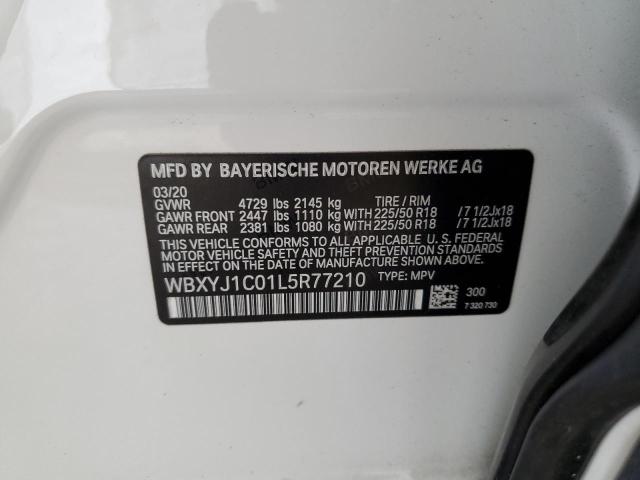 MFD BY BAYERISCHE MOTOREN WERKE AG
03/20
GVWR 4729 lbs 2145 kg TIRE / RIM
GAWR FRONT 2447 lbs 1110 kg WITH 225/50 R18 /7 1/2Jx18
GAWR REAR 2381 lbs 1080 kg WITH 225/50 R18 /7 1/2Jx18
THIS VEHICLE CONFORMS TO ALL APPLICABLE U. S. FEDERAL
MOTOR VEHICLE SAFETY, BUMPER, AND THEFT PREVENTION STANDARDS
IN EFFECT ON THE DATE OF MANUFACTURE SHOWN ABOVE.
WBXYJ1C01L5R77210 TYPE: MPV
300
7 320 730